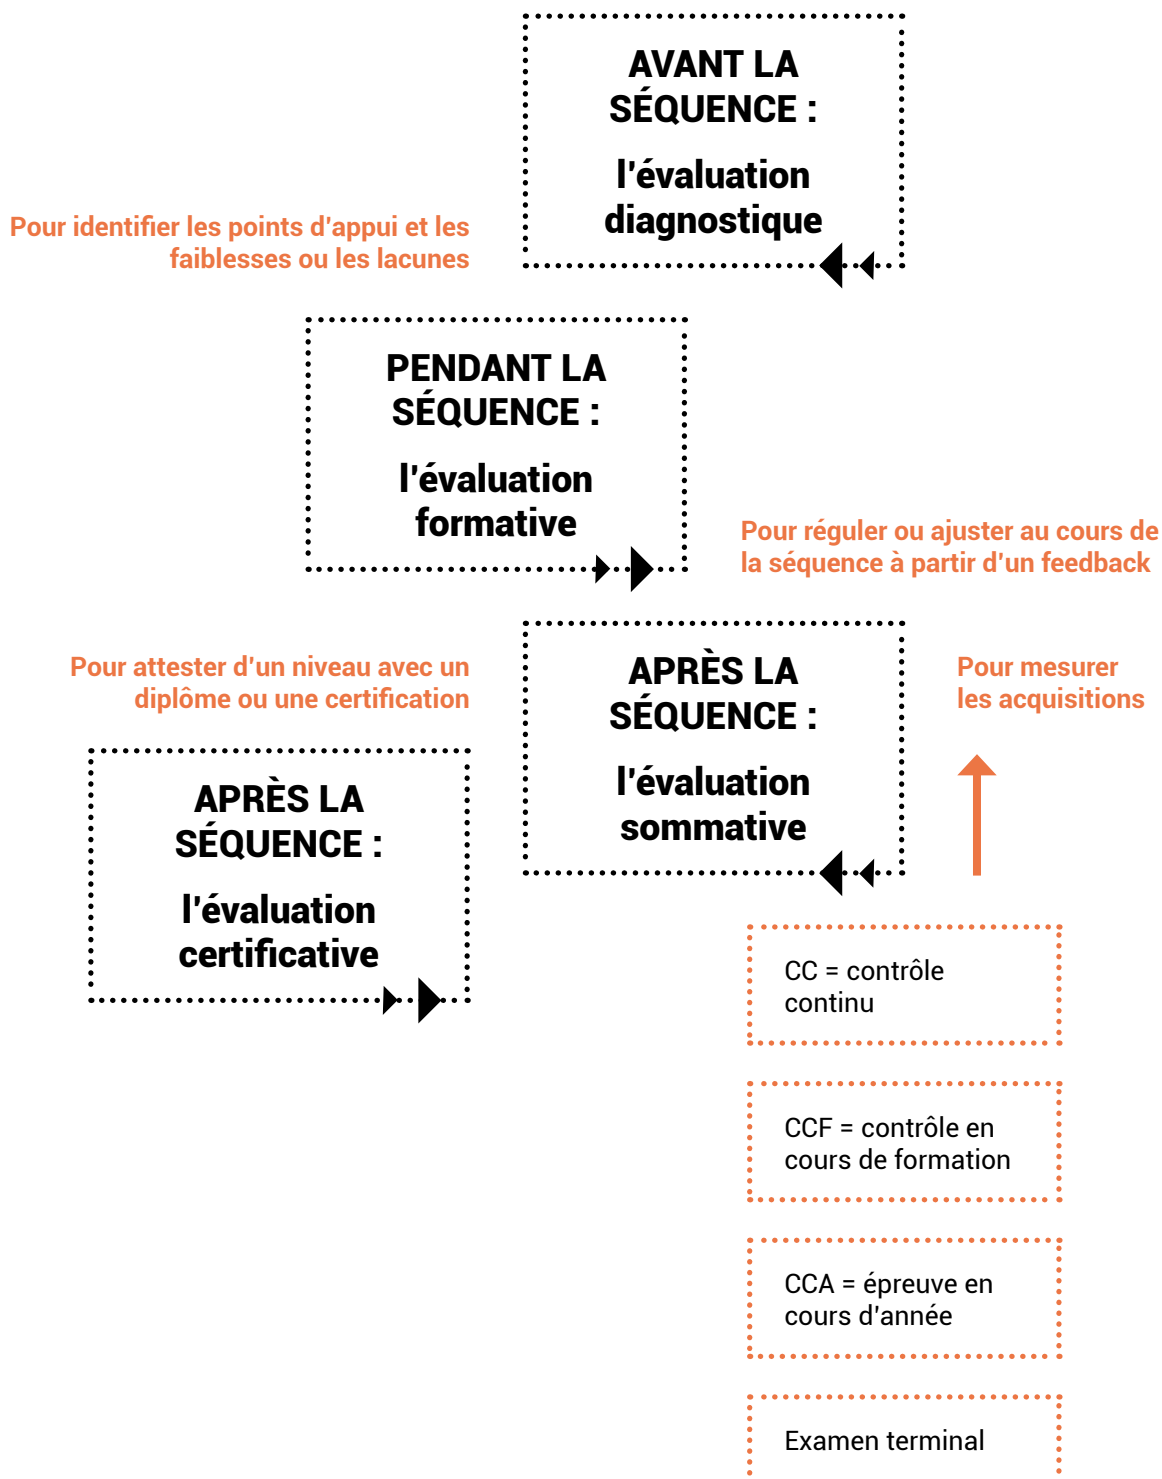 AVANT LA
SÉQUENCE :
l'évaluation
diagnostique
Pour identifier les points d'appui et les
faiblesses ou les lacunes
PENDANT LA
SÉQUENCE :
l'évaluation
formative
Pour réguler ou ajuster au cours de
la séquence à partir d'un feedback
APRÈS LA
SÉQUENCE :
l'évaluation
sommative
Pour mesurer
les acquisitions
Pour attester d'un niveau avec un
diplôme ou une certification
APRÈS LA
SÉQUENCE :
l'évaluation
certificative
CC = contrôle
continu
CCF = contrôle en
cours de formation
CCA = épreuve en
cours d'année
Examen terminal